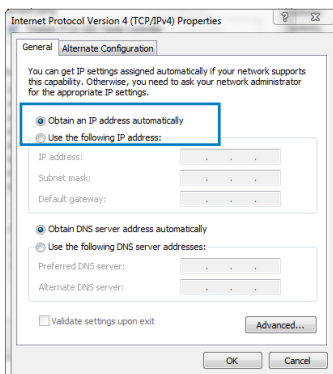 Internet Protocol Version 4 (TCP/IPv4) Properties
General Alternate Configuration
You can get IP settings assigned automatically if your network supports
this capability. Otherwise, you need to ask your network administrator
for the appropriate IP settings.
Obtain an IP address automatically
Use the following IP address:
IP address:
Subnet mask:
Default gateway:
Obtain DNS server address automatically
Use the following DNS server addresses:
Preferred DNS server:
Alternate DNS server:
Validate settings upon exit
Advanced...
OK Cancel